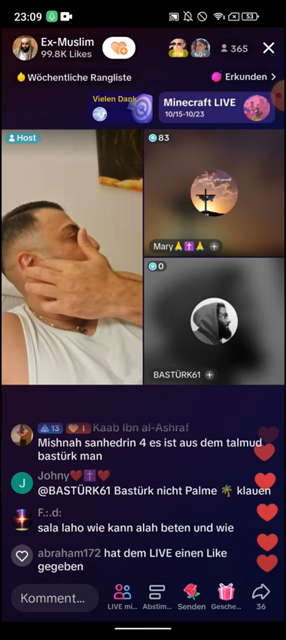 23:09
53
Ex-Muslim
99.8K Likes
365
Wöchentliche Rangliste
Erkunden >
Vielen Dank
Minecraft LIVE
10/15-10/23
Host
83
Mary
0
BASTÜRK61
13 Kaab Ibn al-Ashraf
Mishnah sanhedrin 4 es ist aus dem talmud
bastürk man
J Johny
@BASTÜRK61 Bastürk nicht Palme 🌴 klauen
F.:.d:
sala laho wie kann alah beten und wie
abraham172 hat dem LIVE einen Like
gegeben
Komment...
LIVE mi...
Abstim...
Senden
Gesche...
36